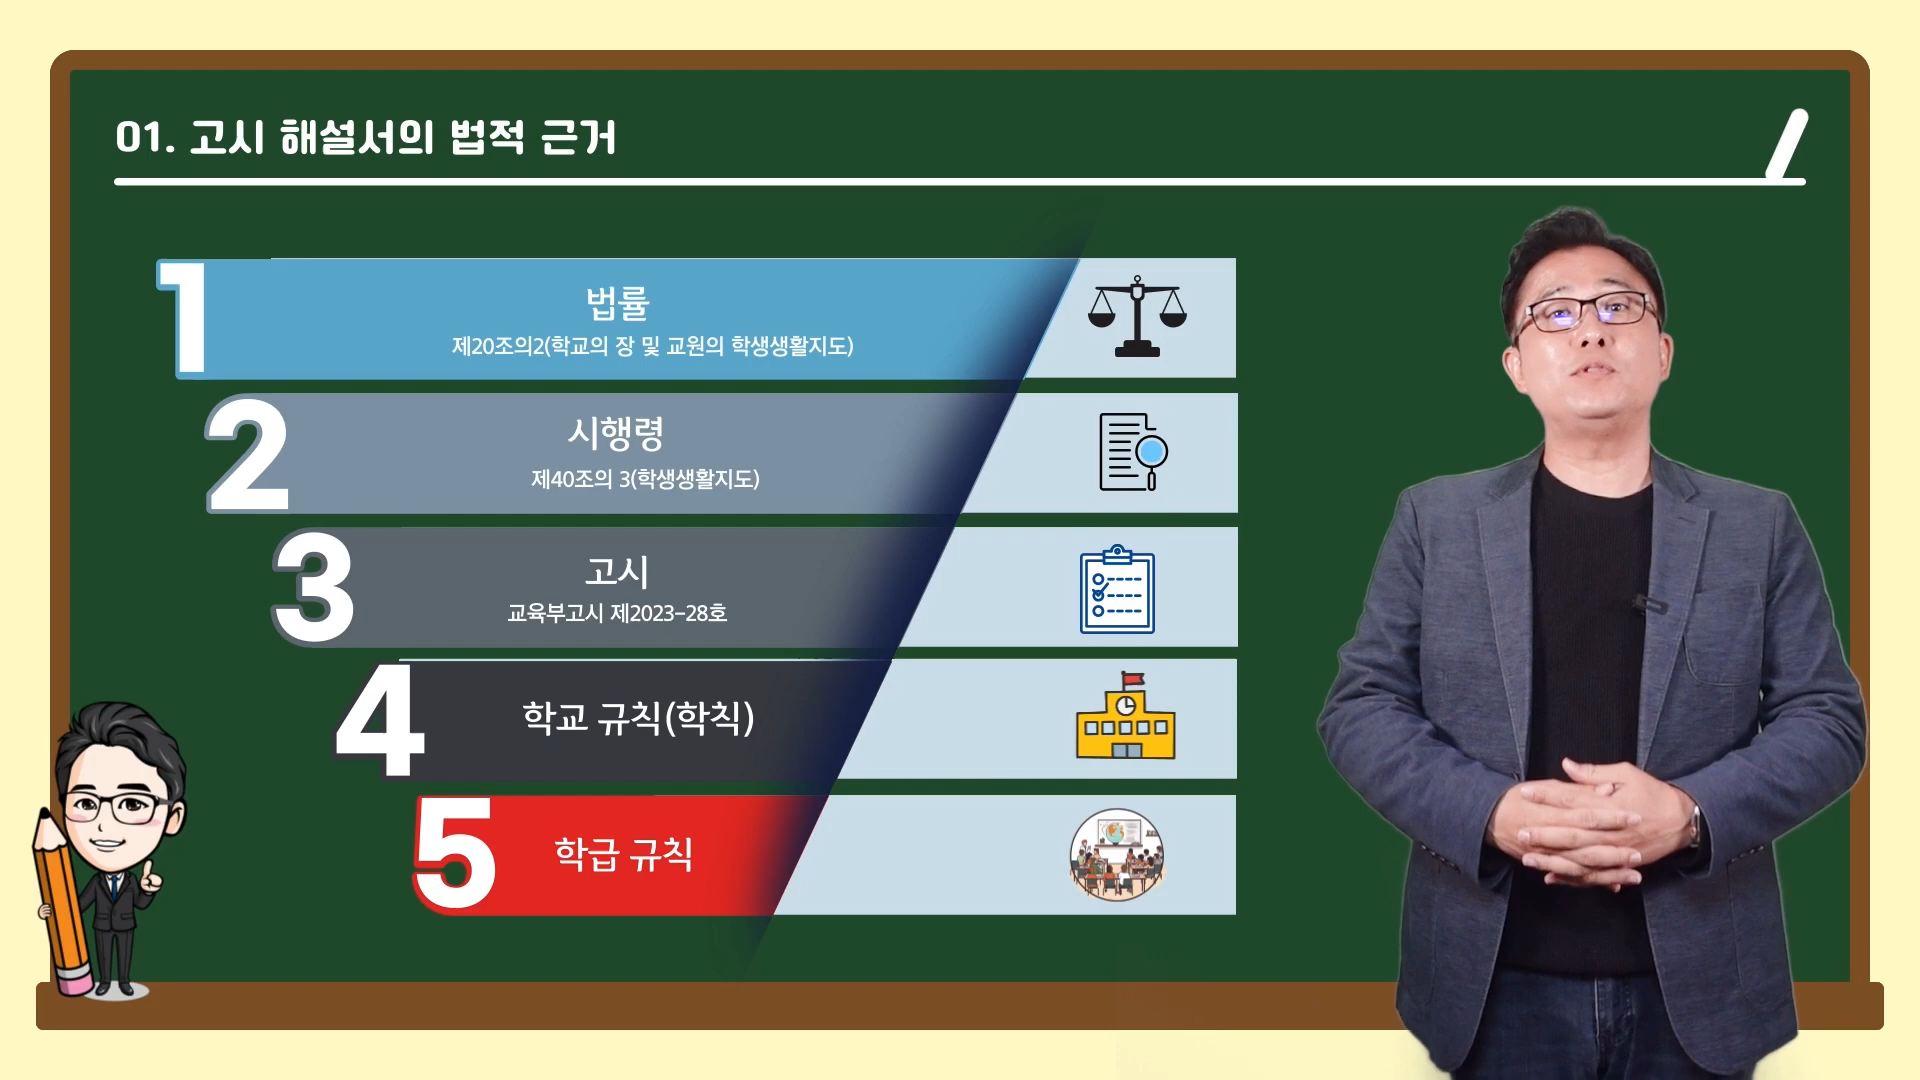 01. 고시 해설서의 법적 근거
1
법률
제20조의2(학교의 장 및 교원의 학생생활지도)
2
시행령
제40조의 3(학생생활지도)
3
고시
교육부고시 제2023-28호
4
학교 규칙(학칙)
5
학급 규칙